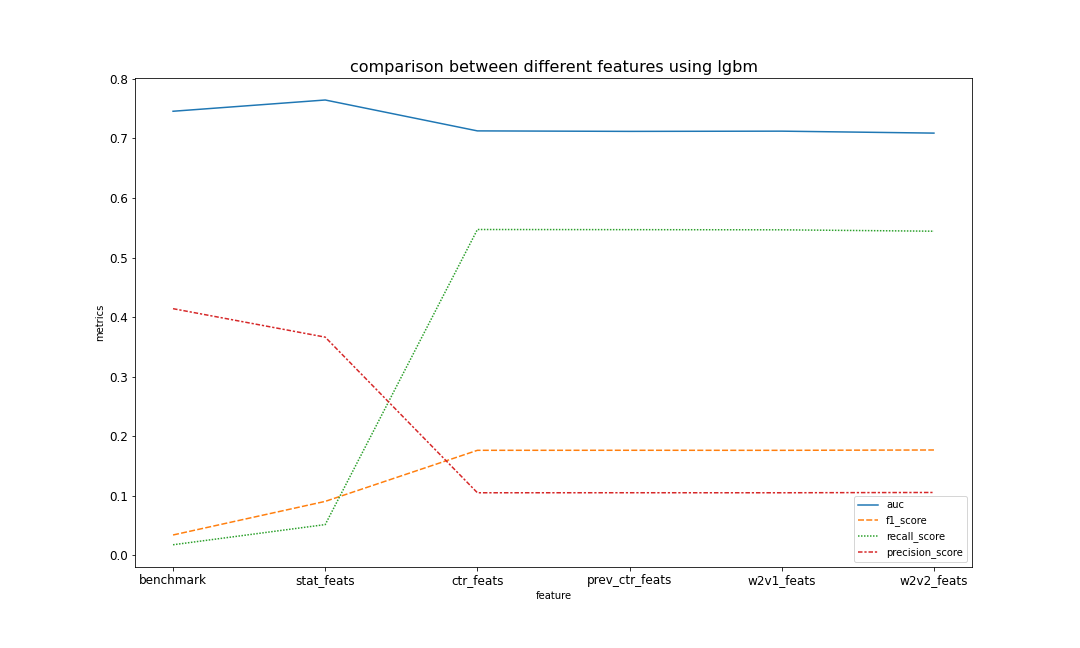 comparison between different features using lgbm
0.8
0.7
0.6
0.5
0.4
0.3
0.2
0.1
0.0
metrics
benchmark stat_feats ctr_feats prev_ctr_feats w2v1_feats w2v2_feats
feature
auc
f1_score
recall_score
precision_score